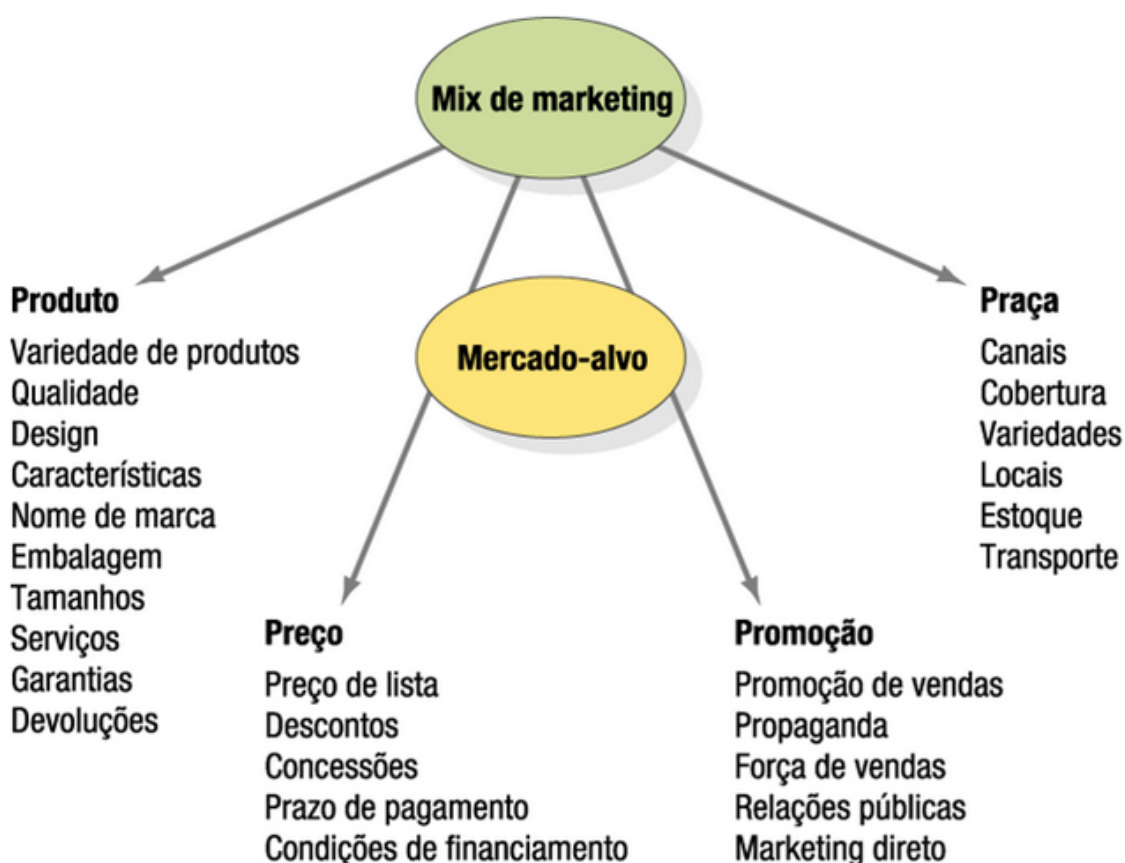 Mix de marketing
Mercado-alvo
Produto
Variedade de produtos
Qualidade
Design
Características
Nome de marca
Embalagem
Tamanhos
Serviços
Garantias
Devoluções
Preço
Preço de lista
Descontos
Concessões
Prazo de pagamento
Condições de financiamento
Promoção
Promoção de vendas
Propaganda
Força de vendas
Relações públicas
Marketing direto
Praça
Canais
Cobertura
Variedades
Locais
Estoque
Transporte